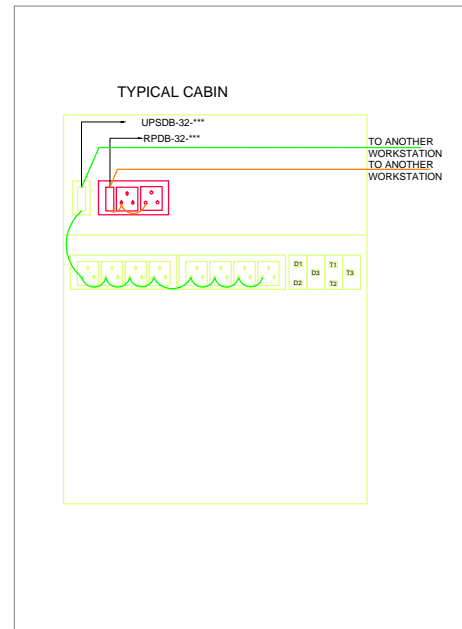 TYPICAL CABIN
UPSDB-32-***
RPDB-32-***
TO ANOTHER
WORKSTATION
TO ANOTHER
WORKSTATION
D1
D2
D3
T1
T2
T3